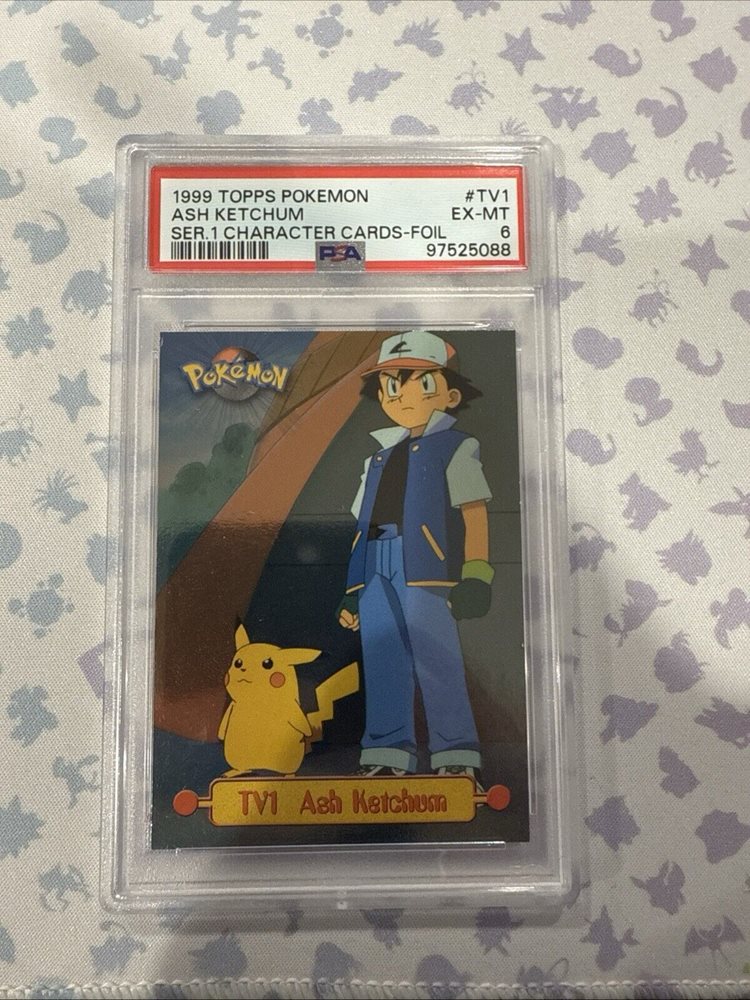 1999 TOPPS POKEMON #TV1
ASH KETCHUM EX-MT
SER.1 CHARACTER CARDS-FOIL 6
PSA 97525088
POKéMON
TV1 Ash Ketchum